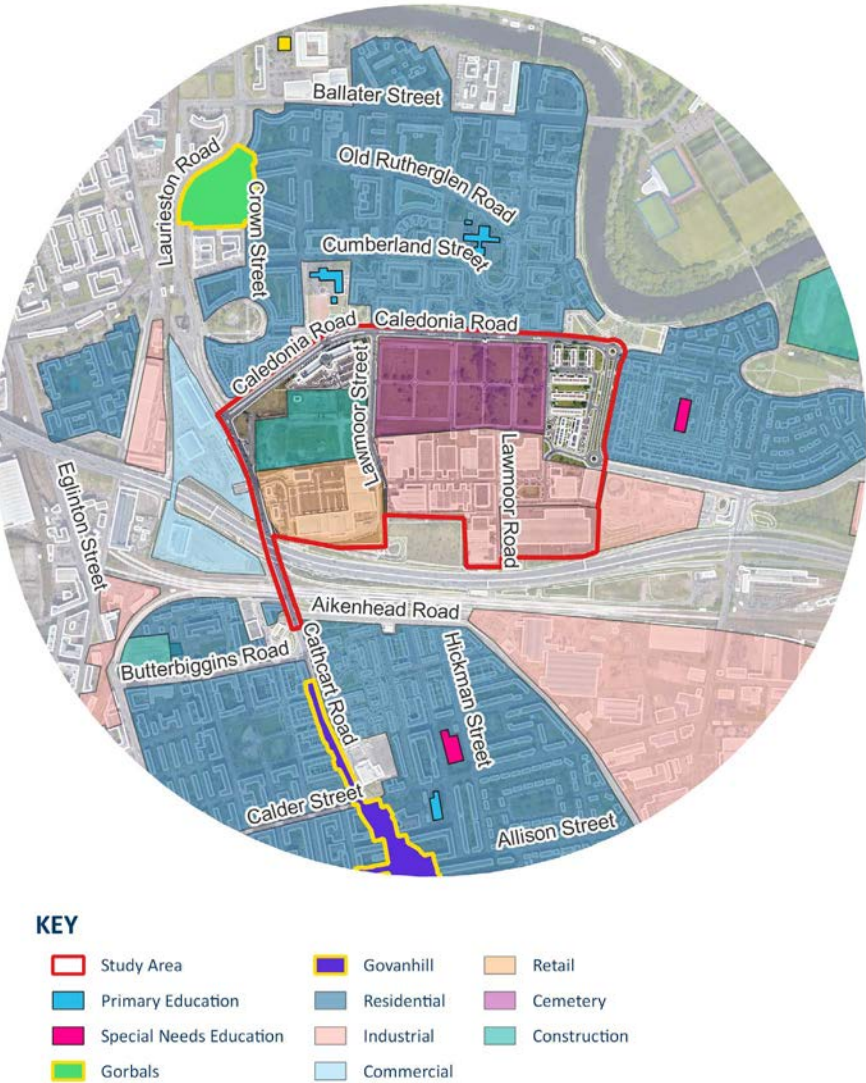 Ballater Street
Laurieston Road
Old Rutherglen Road
Crown Street
Cumberland Street
Caledonia Road
Caledonia Road
Lawmoor Street
Lawmoor Road
Eglinton Street
Aikenhead Road
Butterbiggins Road
Cathcart Road
Hickman Street
Calder Street
Allison Street
KEY
Study Area
Primary Education
Special Needs Education
Gorbals
Govanhill
Residential
Industrial
Commercial
Retail
Cemetery
Construction